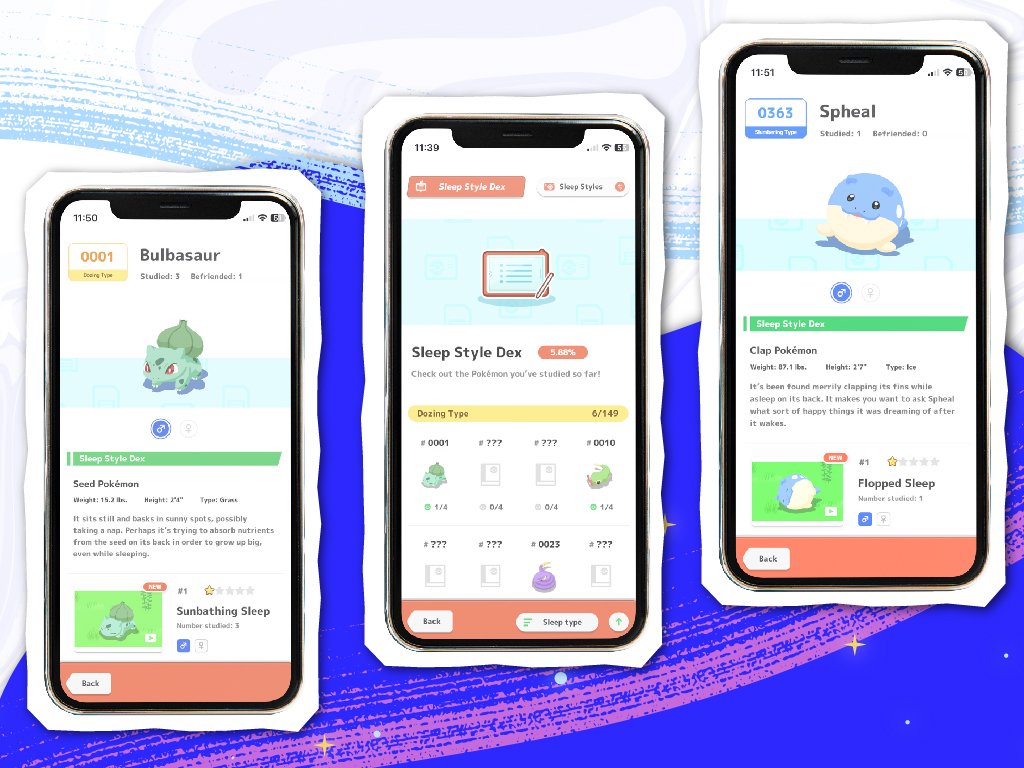 11:50
0001
Dozing Type
Bulbasaur
Studied: 3 Befriended: 1
Sleep Style Dex
Seed Pokémon
Weight: 15.2 lbs. Height: 2'4" Type: Grass
It sits still and basks in sunny spots, possibly
taking a nap. Perhaps it's trying to absorb nutrients
from the seed on its back in order to grow up big,
even while sleeping.
NEW
#1
Sunbathing Sleep
Number studied: 3
Back
11:39
Sleep Style Dex
Sleep Styles
Sleep Style Dex 5.88%
Check out the Pokémon you've studied so far!
Dozing Type 6/149
# 0001 # ??? # ??? # 0010
1/4 0/4 0/4 1/4
# ??? # ??? # 0023 # ???
Back
Sleep type
11:51
0363
Slumbering Type
Spheal
Studied: 1 Befriended: 0
Sleep Style Dex
Clap Pokémon
Weight: 87.1 lbs. Height: 2'7" Type: Ice
It's been found merrily clapping its fins while
asleep on its back. It makes you want to ask Spheal
what sort of happy things it was dreaming of after
it wakes.
NEW
#1
Flopped Sleep
Number studied: 1
Back